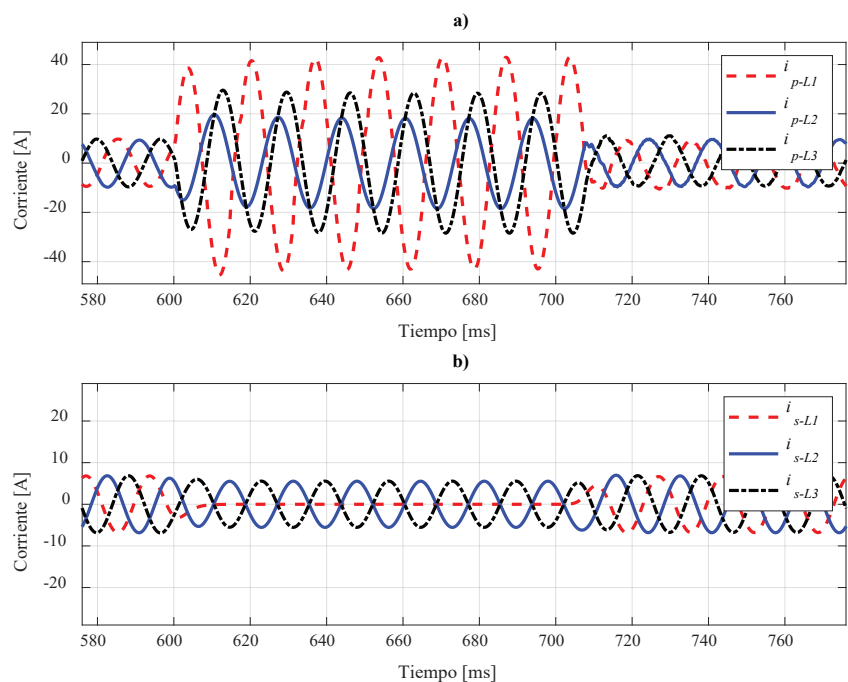 a)
40
20
0
-20
-40
Corriente [A]
i p-L1
i p-L2
i p-L3
580 600 620 640 660 680 700 720 740 760
Tiempo [ms]
b)
20
10
0
-10
-20
Corriente [A]
i s-L1
i s-L2
i s-L3
580 600 620 640 660 680 700 720 740 760
Tiempo [ms]